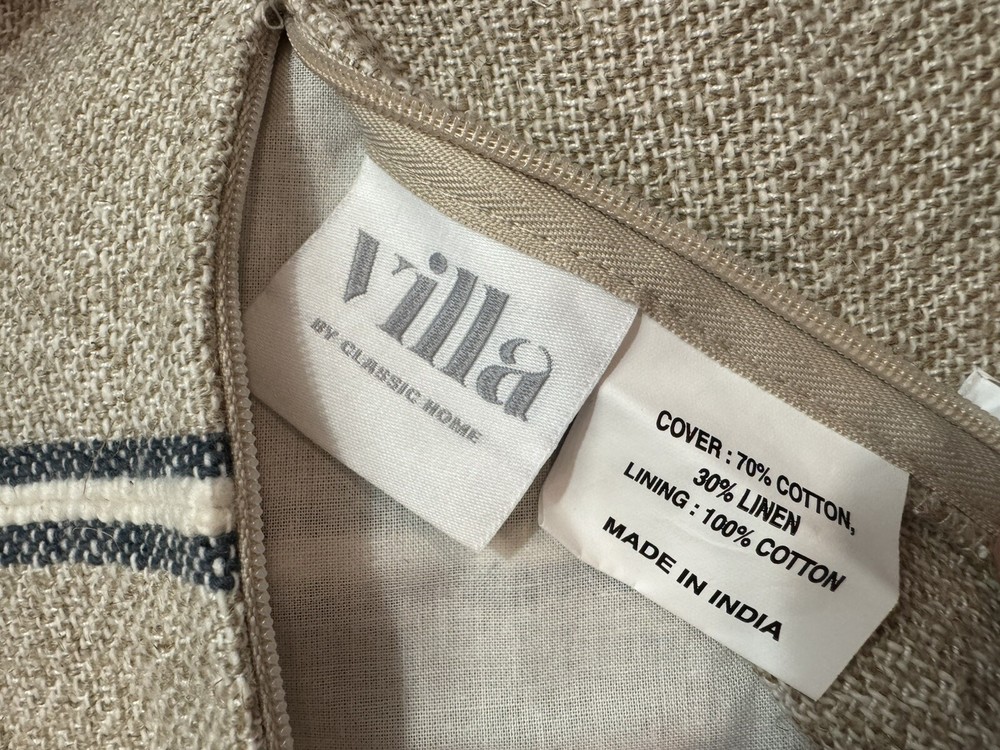 Villa
BY CLASSIC HOME
COVER : 70% COTTON,
30% LINEN
LINING : 100% COTTON
MADE IN INDIA